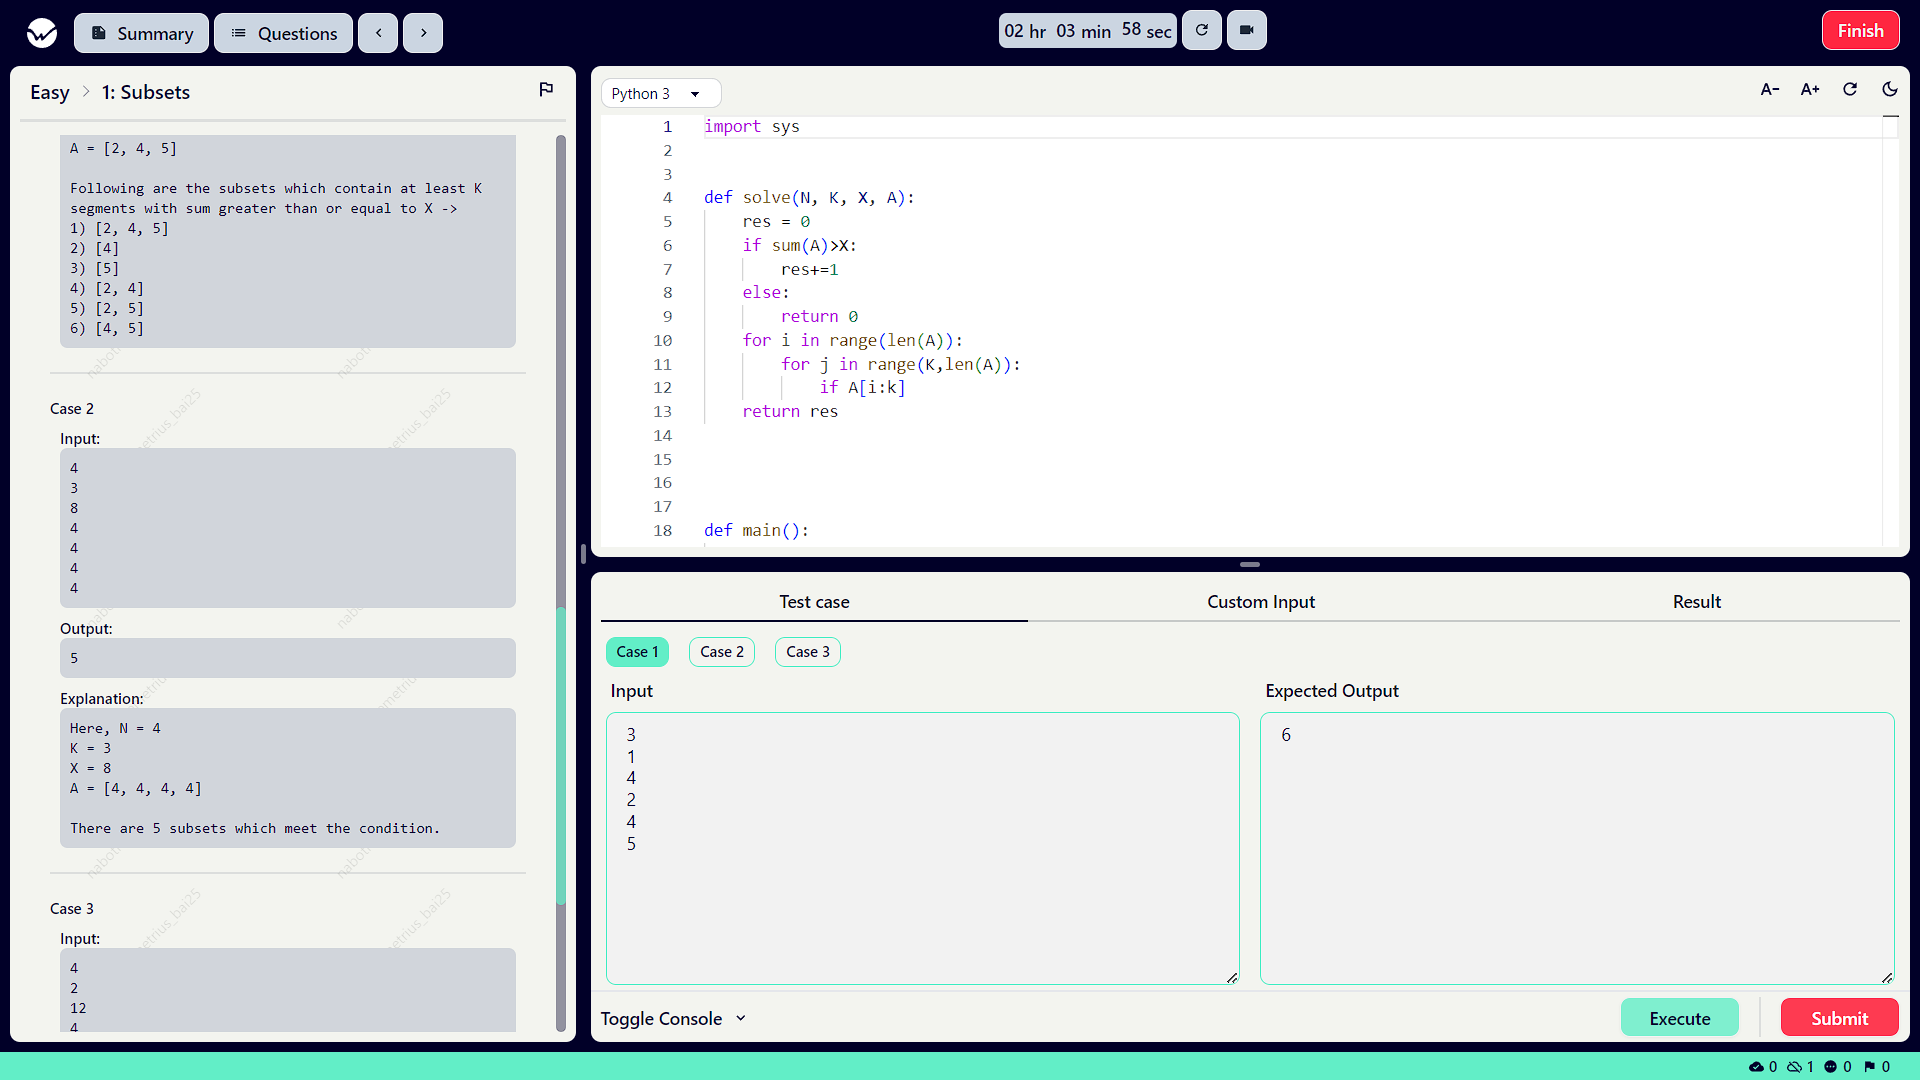 Summary
Questions
02 hr 03 min 58 sec
Finish
Easy > 1: Subsets
A = [2, 4, 5]
Following are the subsets which contain at least K
segments with sum greater than or equal to X ->
1) [2, 4, 5]
2) [4]
3) [5]
4) [2, 4]
5) [2, 5]
6) [4, 5]
Case 2
Input:
4
3
8
4
4
4
4
Output:
5
Explanation:
Here, N = 4
K = 3
X = 8
A = [4, 4, 4, 4]
There are 5 subsets which meet the condition.
Case 3
Input:
4
2
12
4
Python 3
A-
A+
1 import sys
2
3
4 def solve(N, K, X, A):
5 res = 0
6 if sum(A)>X:
7 res+=1
8 else:
9 return 0
10 for i in range(len(A)):
11 for j in range(K,len(A)):
12 if A[i:k]
13 return res
14
15
16
17
18 def main():
Test case
Custom Input
Result
Case 1
Case 2
Case 3
Input
3
1
4
2
4
5
Expected Output
6
Toggle Console
Execute
Submit
0 1 0 0